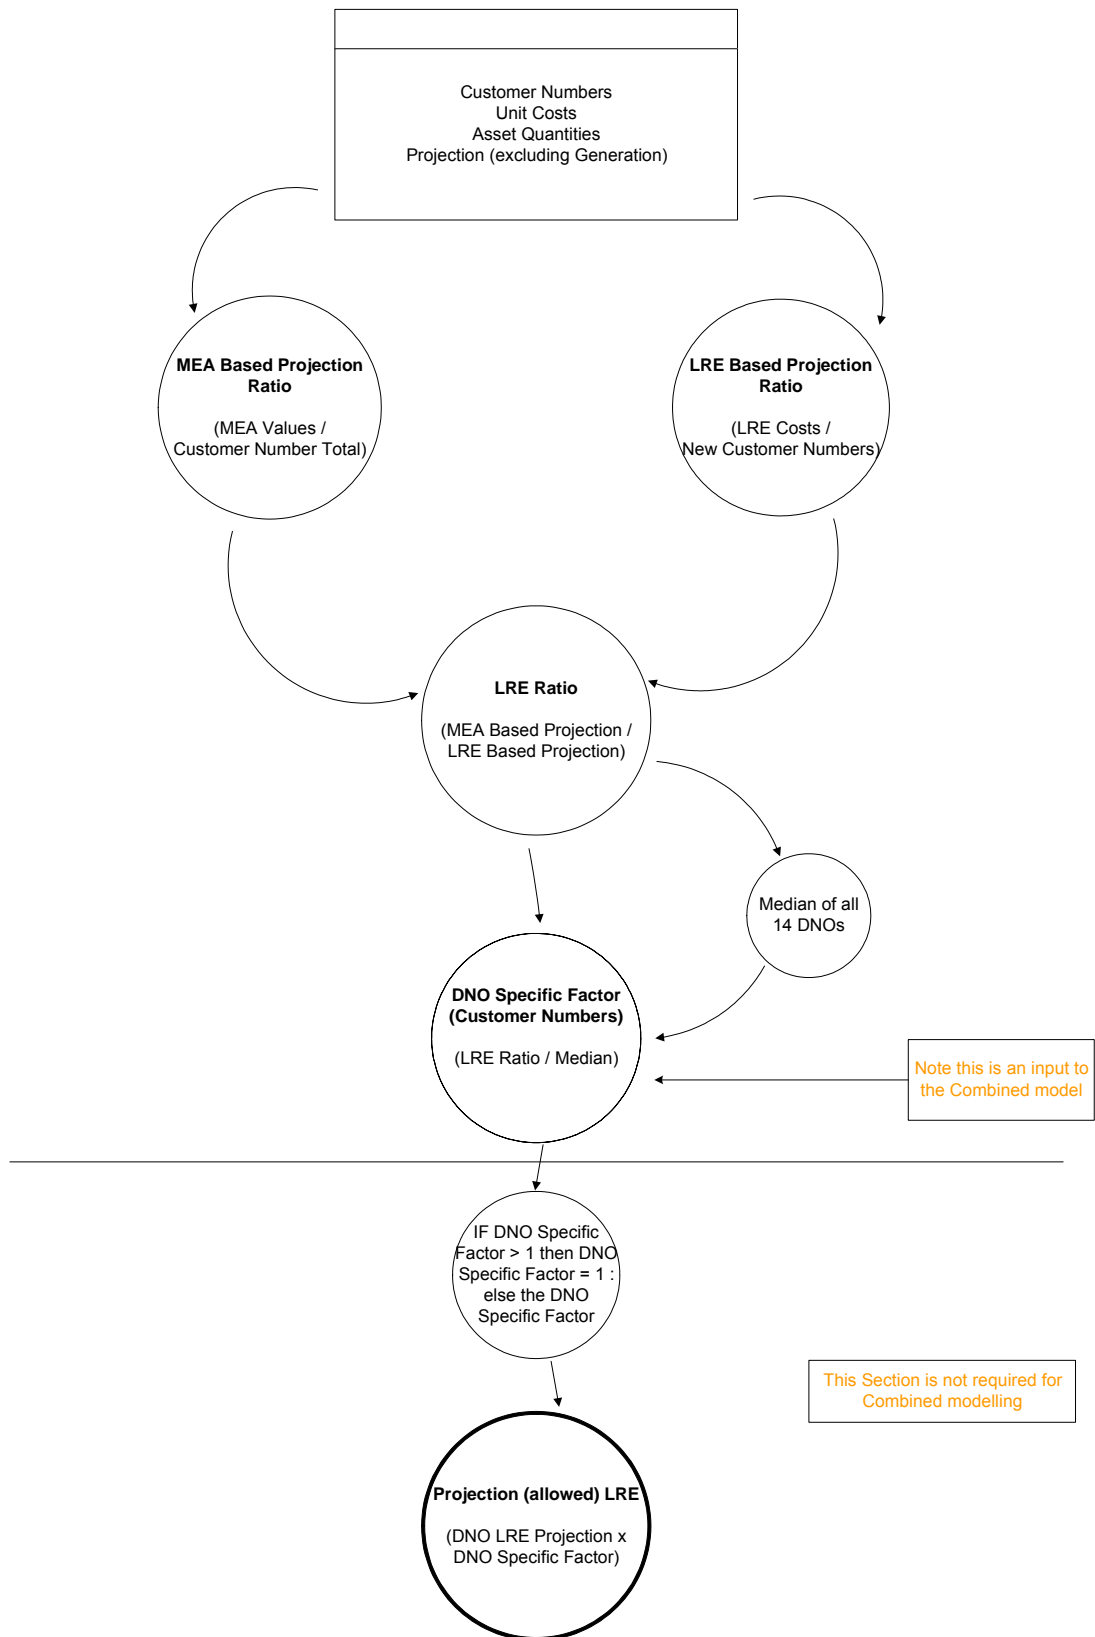 Customer Numbers
Unit Costs
Asset Quantities
Projection (excluding Generation)
MEA Based Projection
Ratio
(MEA Values /
Customer Number Total)
LRE Based Projection
Ratio
(LRE Costs /
New Customer Numbers)
LRE Ratio
(MEA Based Projection /
LRE Based Projection)
Median of all
14 DNOs
DNO Specific Factor
(Customer Numbers)
(LRE Ratio / Median)
Note this is an input to
the Combined model
IF DNO Specific
Factor > 1 then DNO
Specific Factor = 1 :
else the DNO
Specific Factor
This Section is not required for
Combined modelling
Projection (allowed) LRE
(DNO LRE Projection x
DNO Specific Factor)